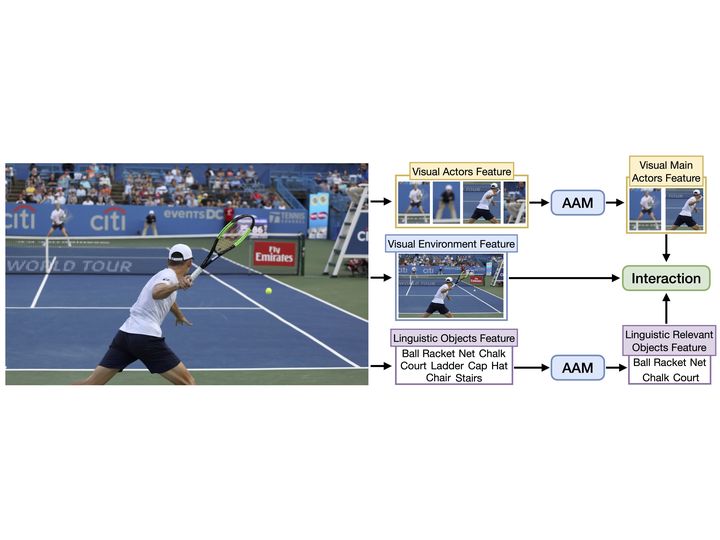 citi
citi
eventsDC
TENNIS
86
Fly
Emirates
WORLD TOUR
Visual Actors Feature
AAM
Visual Main
Actors Feature
Visual Environment Feature
Interaction
Linguistic Objects Feature
Ball Racket Net Chalk
Court Ladder Cap Hat
Chair Stairs
AAM
Linguistic Relevant
Objects Feature
Ball Racket Net
Chalk Court